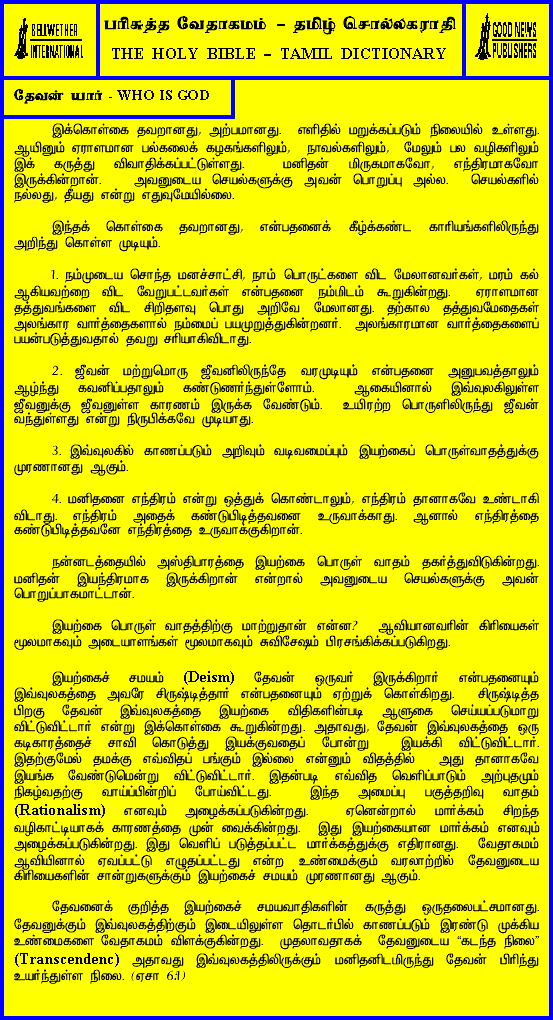 BELLWETHER
INTERNATIONAL
பரிசுத்த வேதாகமம் – தமிழ் சொல்லகராதி
THE HOLY BIBLE – TAMIL DICTIONARY
GOOD NEWS
PUBLISHERS
தேவன் யார் - WHO IS GOD
இக்கொள்கை தவறானது, அற்பமானது. எளிதில் மறுக்கப்படும் நிலையில் உள்ளது.
ஆயினும் ஏராளமான பல்கலைக் கழகங்களிலும், நாவல்களிலும், மேலும் பல வழிகளிலும்
இக் கருத்து விவாதிக்கப்பட்டுள்ளது. மனிதன் மிருகமாகவோ, எந்திரமாகவோ
இருக்கின்றான். அவனுடைய செயல்களுக்கு அவன் பொறுப்பு அல்ல. செயல்களில்
நல்லது, தீயது என்று எதுவுமேயில்லை.
இந்தக் கொள்கை தவறானது, என்பதனைக் கீழ்க்கண்ட காரியங்களிலிருந்து
அறிந்து கொள்ள முடியும்.
1. நம்முடைய சொந்த மனச்சாட்சி, நாம் பொருட்களை விட மேலானவர்கள், மரம் கல்
ஆகியவற்றை விட வேறுபட்டவர்கள் என்பதனை நம்மிடம் கூறுகின்றது. ஏராளமான
தத்துவங்களை விட சிறிதளவு பொது அறிவே மேலானது. தற்கால தத்துவமேதைகள்
அலங்கார வார்த்தைகளால் நம்மைப் பயமுறுத்துகின்றனர். அலங்காரமான வார்த்தைகளைப்
பயன்படுத்துவதால் தவறு சரியாகிவிடாது.
2. ஜீவன் மற்றுமொரு ஜீவனிலிருந்தே வரமுடியும் என்பதனை அனுபவத்தாலும்
ஆழ்ந்து கவனிப்பதாலும் கண்டுணர்ந்துள்ளோம். ஆகையினால் இவ்வுலகிலுள்ள
ஜீவனுக்கு ஜீவனுள்ள காரணம் இருக்க வேண்டும். உயிரற்ற பொருளிலிருந்து ஜீவன்
வந்துள்ளது என்று நிருபிக்கவே முடியாது.
3. இவ்வுலகில் காணப்படும் அறிவும் வடிவமைப்பும் இயற்கைப் பொருள்வாதத்துக்கு
முரணானது ஆகும்.
4. மனிதனை எந்திரம் என்று ஒத்துக் கொண்டாலும், எந்திரம் தானாகவே உண்டாகி
விடாது. எந்திரம் அதைக் கண்டுபிடித்தவனை உருவாக்காது. ஆனால் எந்திரத்தை
கண்டுபிடித்தவனே எந்திரத்தை உருவாக்குகிறான்.
நன்னடத்தையின் அஸ்திபாரத்தை இயற்கை பொருள் வாதம் தகர்த்துவிடுகின்றது.
மனிதன் இயந்திரமாக இருக்கிறான் என்றால் அவனுடைய செயல்களுக்கு அவன்
பொறுப்பாகமாட்டான்.
இயற்கை பொருள் வாதத்திற்கு மாற்றுதான் என்ன? ஆவியானவரின் கிரியைகள்
மூலமாகவும் அடையாளங்கள் மூலமாகவும் சுவிசேஷம் பிரசங்கிக்கப்படுகிறது.
இயற்கைச் சமயம் (Deism) தேவன் ஒருவர் இருக்கிறார் என்பதனையும்
இவ்வுலகத்தை அவரே சிருஷ்டித்தார் என்பதனையும் ஏற்றுக் கொள்கிறது. சிருஷ்டித்த
பிறகு தேவன் இவ்வுலகத்தை இயற்கை விதிகளின்படி ஆளுகை செய்யப்படுமாறு
விட்டுவிட்டார் என்று இக்கொள்கை கூறுகின்றது. அதாவது, தேவன் இவ்வுலகத்தை ஒரு
கடிகாரத்தைச் சாவி கொடுத்து இயக்குவதைப் போன்று இயக்கி விட்டுவிட்டார்.
இதற்குமேல் தமக்கு எவ்விதப் பங்கும் இல்லை என்னும் விதத்தில் அது தானாகவே
இயங்க வேண்டுமென்று விட்டுவிட்டார். இதன்படி எவ்வித வெளிப்பாடும் அற்புதமும்
நிகழ்வதற்கு வாய்ப்பின்றிப் போய்விட்டது. இந்த அமைப்பு பகுத்தறிவு வாதம்
(Rationalism) எனவும் அழைக்கப்படுகின்றது. ஏனென்றால் மார்க்கம் சிறந்த
வழிகாட்டியாகக் காரணத்தை முன் வைக்கின்றது. இது இயற்கையான மார்க்கம் எனவும்
அழைக்கப்படுகின்றது. இது வெளிப் படுத்தப்பட்ட மார்க்கத்துக்கு எதிரானது. வேதாகமம்
ஆவியினால் ஏவப்பட்டு எழுதப்பட்டது என்ற உண்மைக்கும் வரலாற்றில் தேவனுடைய
கிரியைகளின் சான்றுகளுக்கும் இயற்கைச் சமயம் முரணானது ஆகும்.
தேவனைக் குறித்த இயற்கைச் சமயவாதிகளின் கருத்து ஒருதலைபட்சமானது.
தேவனுக்கும் இவ்வுலகத்திற்கும் இடையிலுள்ள தொடர்பில் காணப்படும் இரண்டு முக்கிய
உண்மைகளை வேதாகமம் விளக்குகின்றது. முதலாவதாகக் தேவனுடைய “கடந்த நிலை”
(Transcendenc) அதாவது இவ்வுலகத்திலிருக்கும் மனிதனிடமிருந்து தேவன் பிரிந்து
உயர்ந்துள்ள நிலை. (ஏசா 6:1)